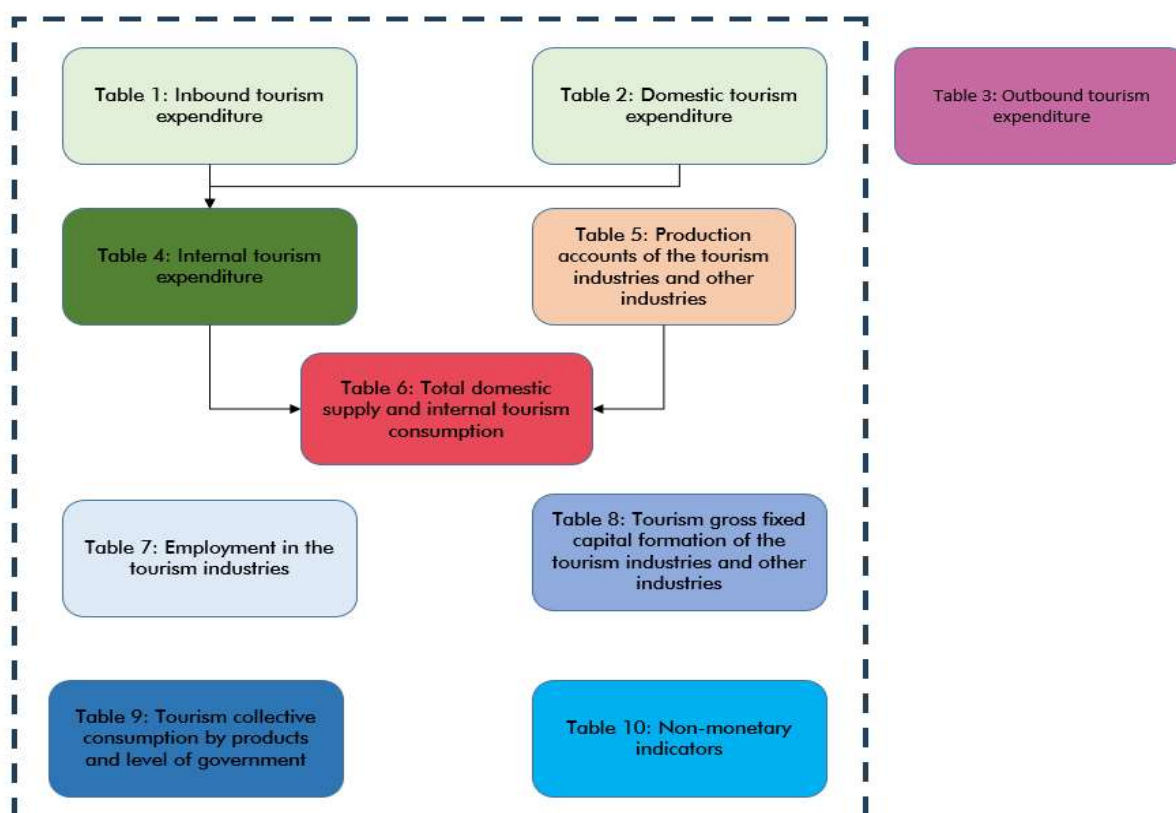 Table 1: Inbound tourism
expenditure
Table 2: Domestic tourism
expenditure
Table 3: Outbound tourism
expenditure
Table 4: Internal tourism
expenditure
Table 5: Production
accounts of the tourism
industries and other
industries
Table 6: Total domestic
supply and internal tourism
consumption
Table 7: Employment in the
tourism industries
Table 8: Tourism gross fixed
capital formation of the
tourism industries and other
industries
Table 9: Tourism collective
consumption by products
and level of government
Table 10: Non-monetary
indicators